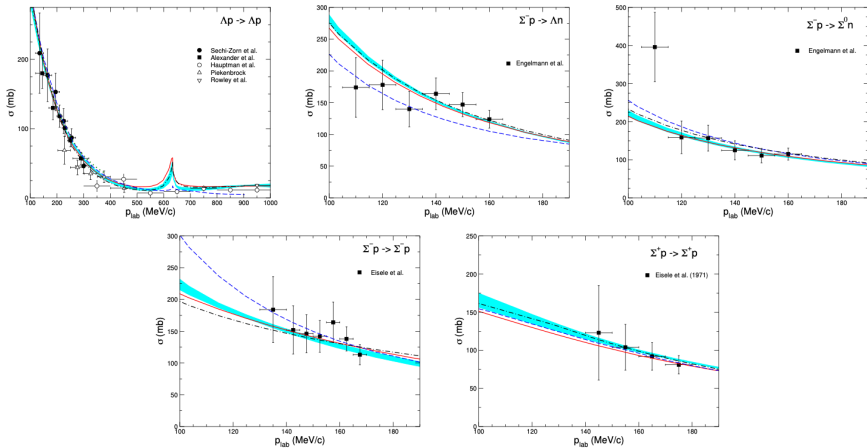 Λp -> Λp
σ (mb)
200
100
0
100 200 300 400 500 600 700 800 900 1000
p_lab (MeV/c)
Sechi-Zorn et al.
Alexander et al.
Hauptman et al.
Piekenbrock
Rowley et al.
Σ⁻p -> Λn
σ (mb)
300
250
200
150
100
50
0
100 120 140 160 180
p_lab (MeV/c)
Engelmann et al.
Σ⁻p -> Σ⁰n
σ (mb)
500
400
300
200
100
0
100 120 140 160 180
p_lab (MeV/c)
Engelmann et al.
Σ⁻p -> Σ⁻p
σ (mb)
300
250
200
150
100
50
0
100 120 140 160 180
p_lab (MeV/c)
Eisele et al.
Σ⁺p -> Σ⁺p
σ (mb)
250
200
150
100
50
0
100 120 140 160 180
p_lab (MeV/c)
Eisele et al. (1971)